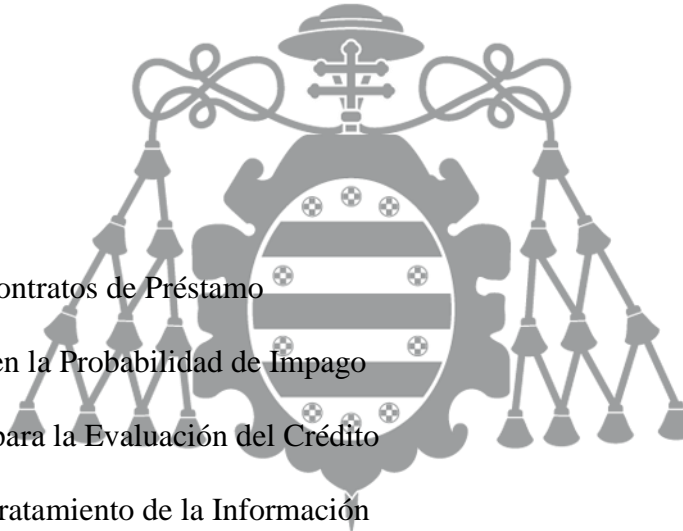 ontratos de Préstamo
en la Probabilidad de Impago
para la Evaluación del Crédito
ratamiento de la Información